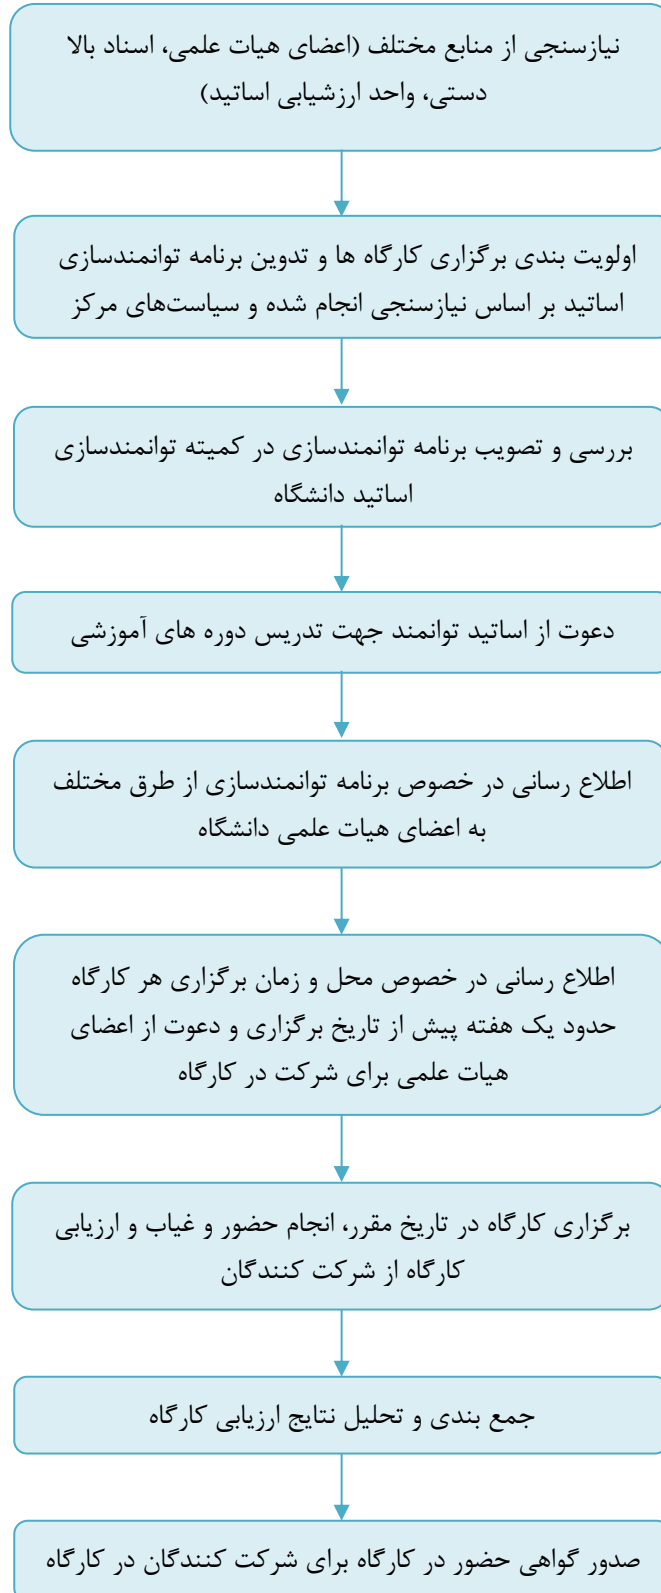 نیازسنجی از منابع مختلف (اعضای هیات علمی، اسناد بالا
دستی، واحد ارزشیابی اساتید)
اولویت بندی برگزاری کارگاه ها و تدوین برنامه توانمندسازی
اساتید بر اساس نیازسنجی انجام شده و سیاست‌های مرکز
بررسی و تصویب برنامه توانمندسازی در کمیته توانمندسازی
اساتید دانشگاه
دعوت از اساتید توانمند جهت تدریس دوره های آموزشی
اطلاع رسانی در خصوص برنامه توانمندسازی از طرق مختلف
به اعضای هیات علمی دانشگاه
اطلاع رسانی در خصوص محل و زمان برگزاری هر کارگاه
حدود یک هفته پیش از تاریخ برگزاری و دعوت از اعضای
هیات علمی برای شرکت در کارگاه
برگزاری کارگاه در تاریخ مقرر، انجام حضور و غیاب و ارزیابی
کارگاه از شرکت کنندگان
جمع بندی و تحلیل نتایج ارزیابی کارگاه
صدور گواهی حضور در کارگاه برای شرکت کنندگان در کارگاه